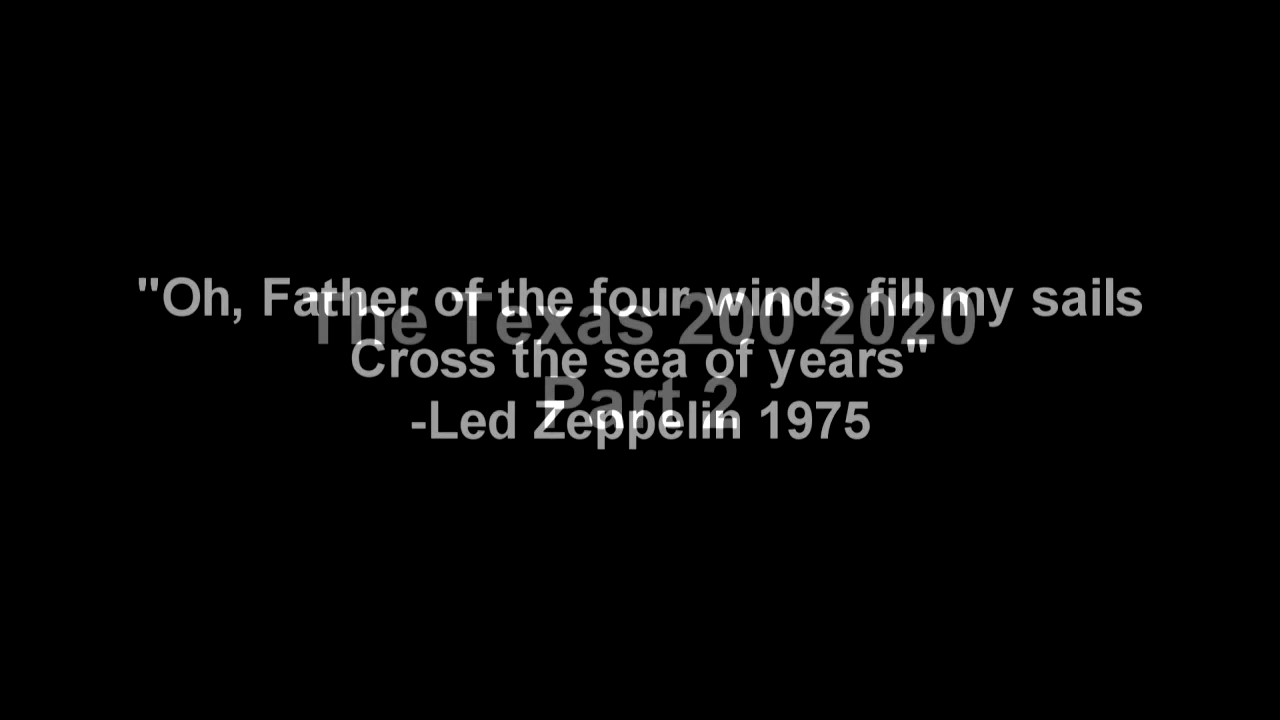 "Oh, Father of the four winds fill my sails
The Texas 200 2020
Cross the sea of years"
Part 2
-Led Zeppelin 1975